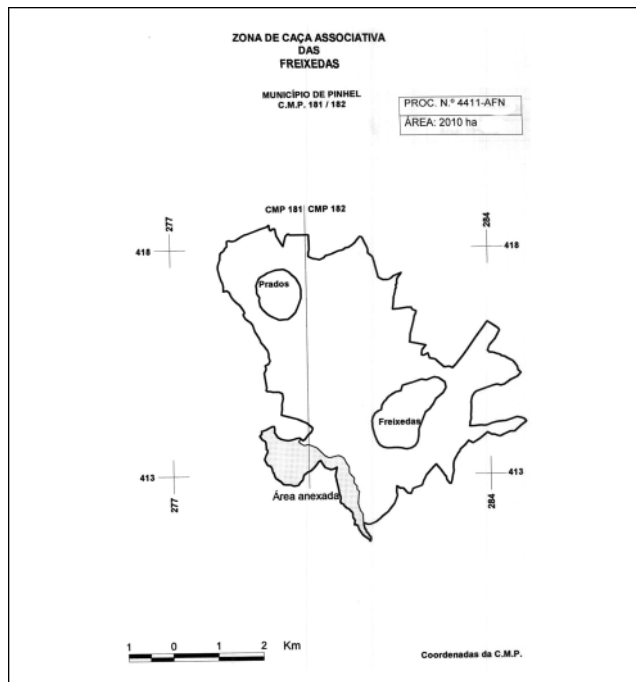 ZONA DE CAÇA ASSOCIATIVA
DAS
FREIXEDAS
MUNICÍPIO DE PINHEL
C.M.P. 181 / 182
PROC. N.º 4411-AFN
ÁREA: 2010 ha
CMP 181 CMP 182
277
284
418
418
Prados
Freixedas
413
413
277
284
Área anexada
1 0 1 2 Km
Coordenadas da C.M.P.